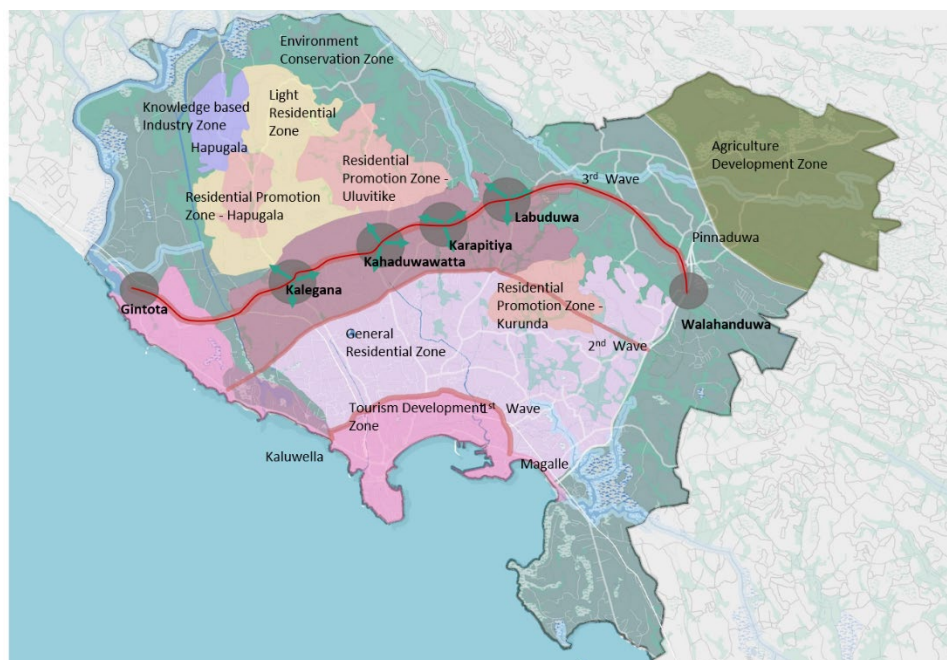 Environment
Conservation Zone
Knowledge based
Industry Zone
Hapugala
Light
Residential
Zone
Agriculture
Development Zone
Residential
Promotion Zone -
Uluvitike
3rd Wave
Residential Promotion
Zone - Hapugala
Labuduwa
Pinnaduwa
Karapitiya
Kahaduwawatta
Kalegana
Gintota
Residential
Promotion Zone -
Kurunda
Walahanduwa
General
Residential Zone
2nd Wave
Tourism Development
Zone
1st Wave
Kaluwella
Magalle